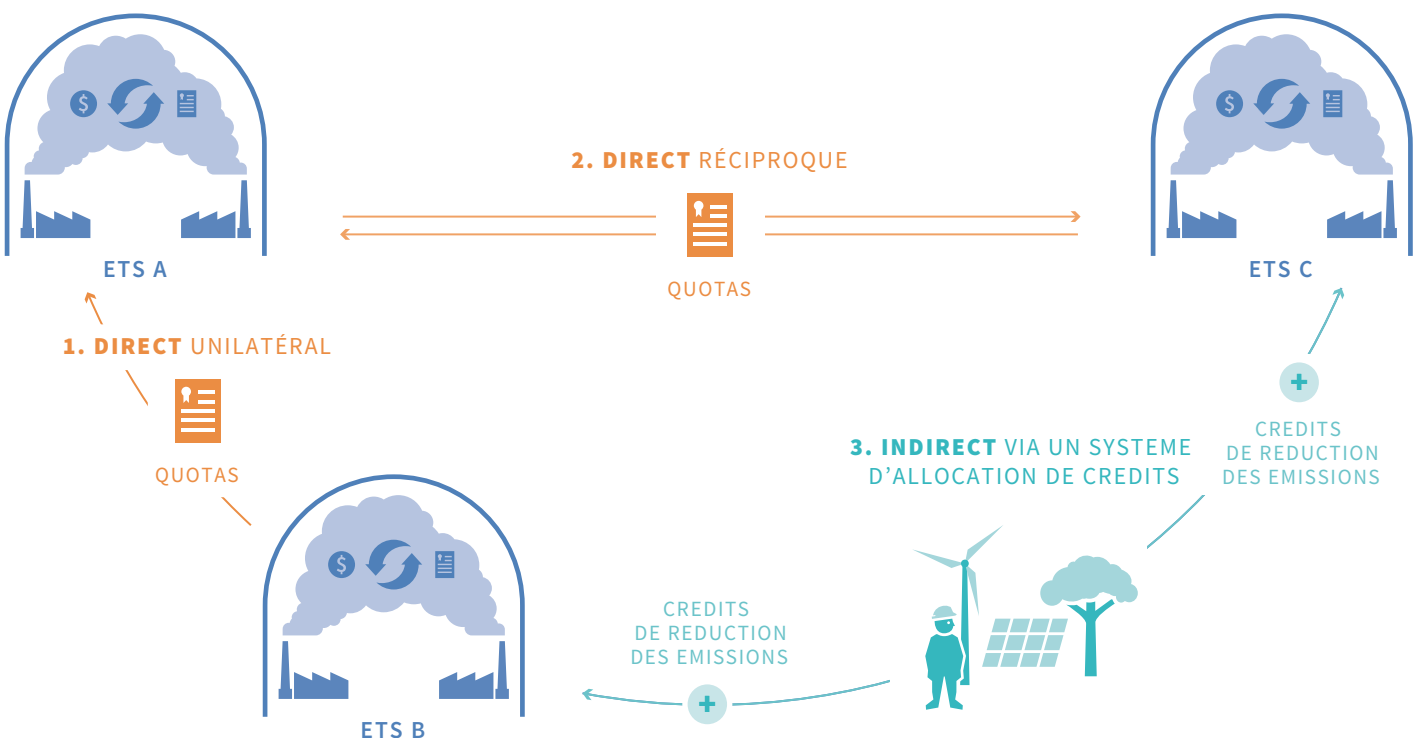 2. DIRECT RÉCIPROQUE
QUOTAS
ETS A
ETS C
1. DIRECT UNILATÉRAL
QUOTAS
3. INDIRECT VIA UN SYSTEME
D'ALLOCATION DE CREDITS
CREDITS
DE REDUCTION
DES EMISSIONS
CREDITS
DE REDUCTION
DES EMISSIONS
ETS B
$
$
$